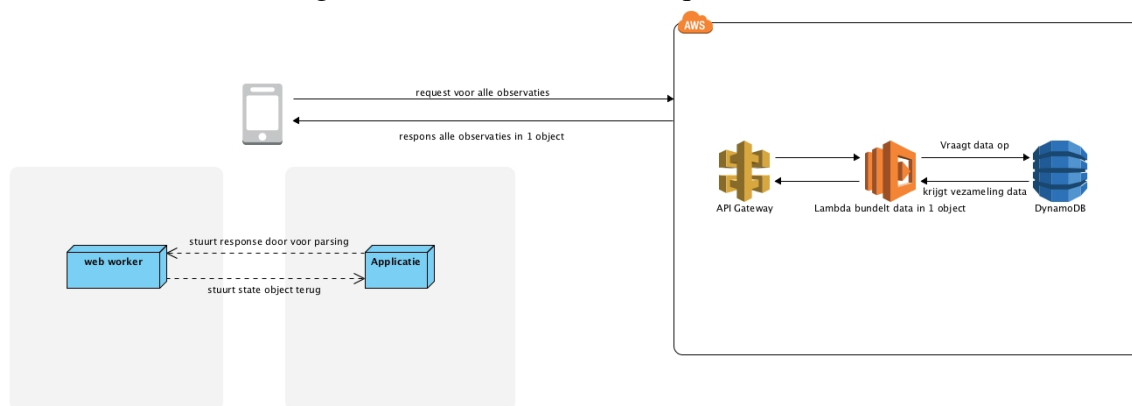 AWS
request voor alle observaties
respons alle observaties in 1 object
Vraagt data op
krijgt vezameling data
API Gateway
Lambda bundelt data in 1 object
DynamoDB
stuurt response door voor parsing
web worker
Applicatie
stuurt state object terug